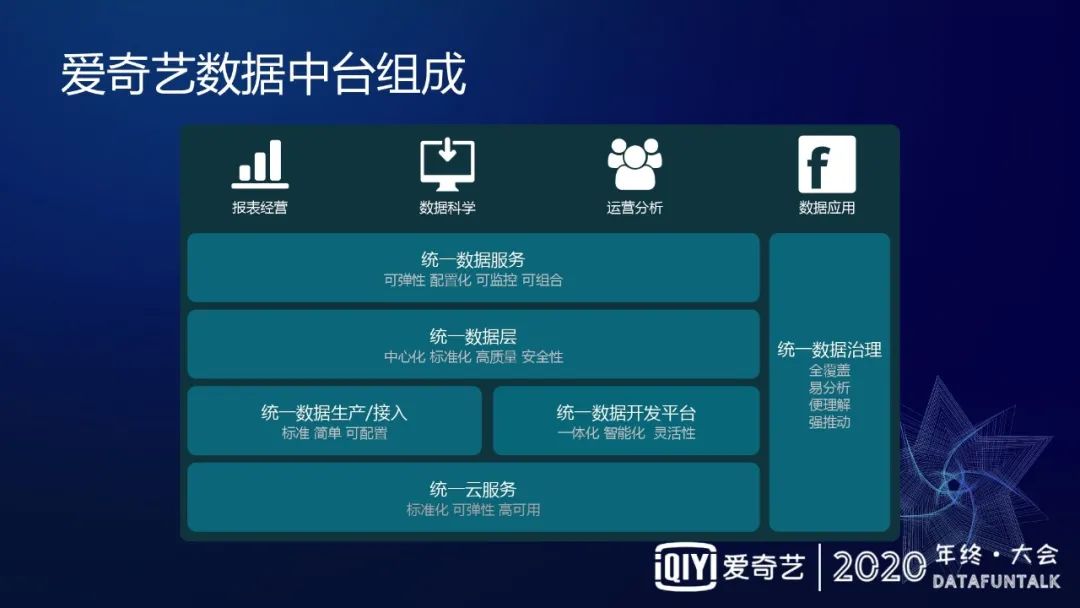 爱奇艺数据中台组成
f
报表经营 数据科学 运营分析 数据应用
统一数据服务
可弹性 配置化 可监控 可组合
统一数据层
中心化 标准化 高质量 安全性
统一数据生产/接入
标准 简单 可配置
统一数据开发平台
一体化 智能化 灵活性
统一云服务
标准化 可弹性 高可用
统一数据治理
全覆盖
易分析
便理解
强推动
iQIYI 爱奇艺
2020 年终·大会
DATAFUNTALK